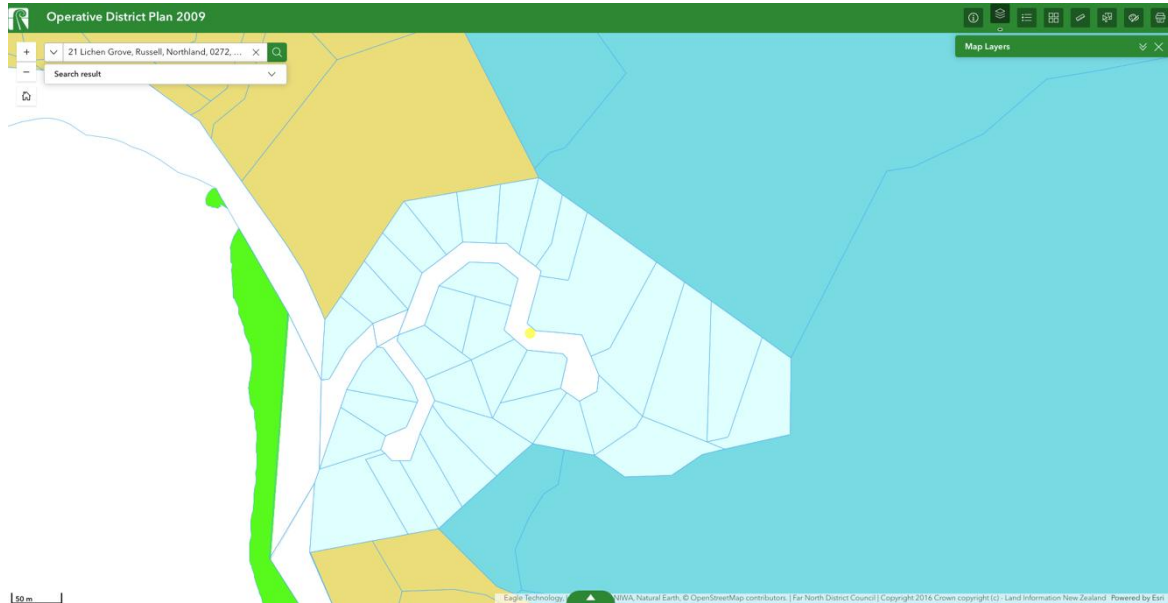 Operative District Plan 2009
21 Lichen Grove, Russell, Northland, 0272, ...
Search result
Map Layers
50 m
Eagle Technology, NIWA, Natural Earth, © OpenStreetMap contributors. | Far North District Council | Copyright 2016 Crown copyright (c) - Land Information New Zealand Powered by Esri